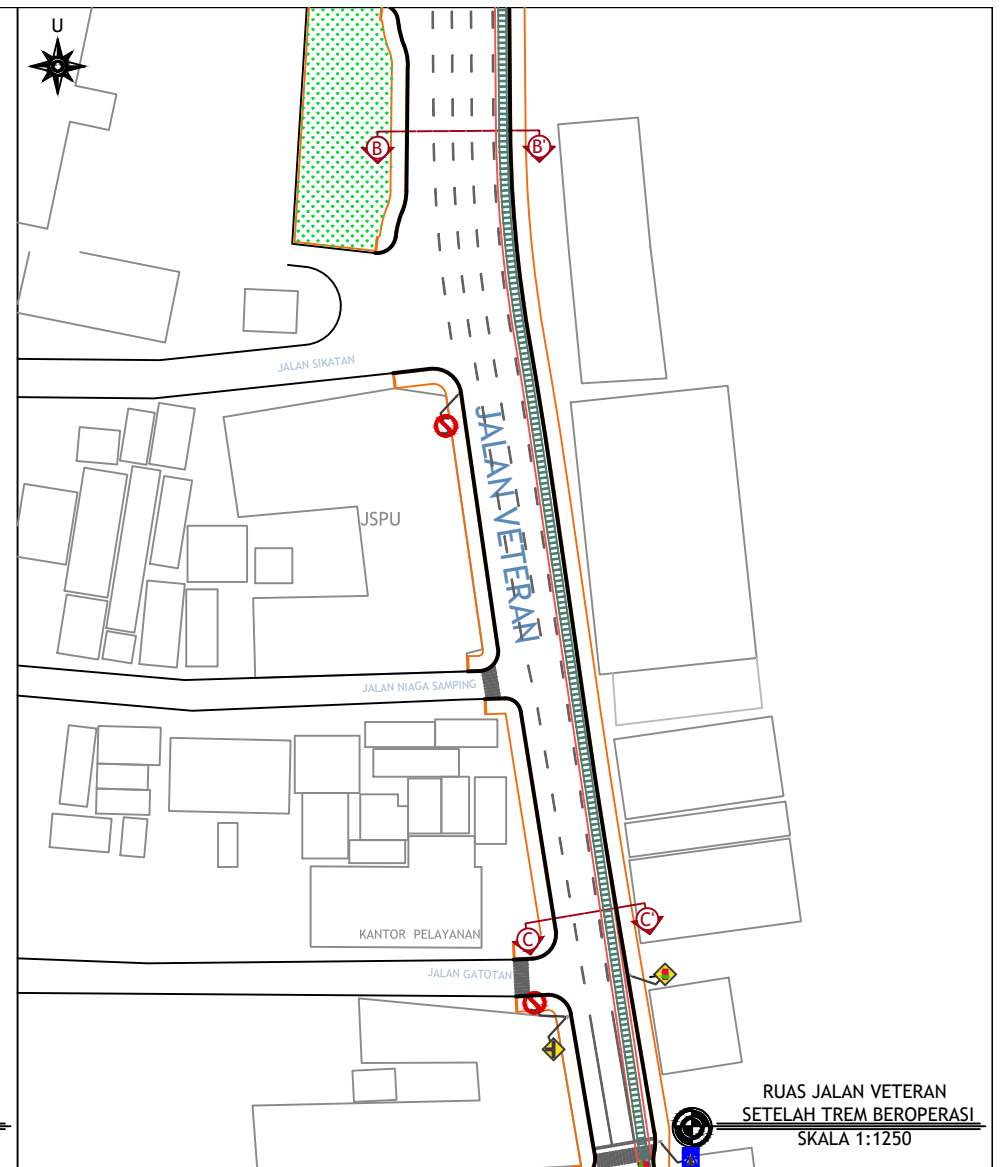 U
B
B'
JALAN SIKATAN
JALAN VETERAN
JSPU
JALAN NIAGA SAMPING
C
C'
KANTOR PELAYANAN
JALAN GATOTAN
RUAS JALAN VETERAN
SETELAH TREM BEROPERASI
SKALA 1:1250